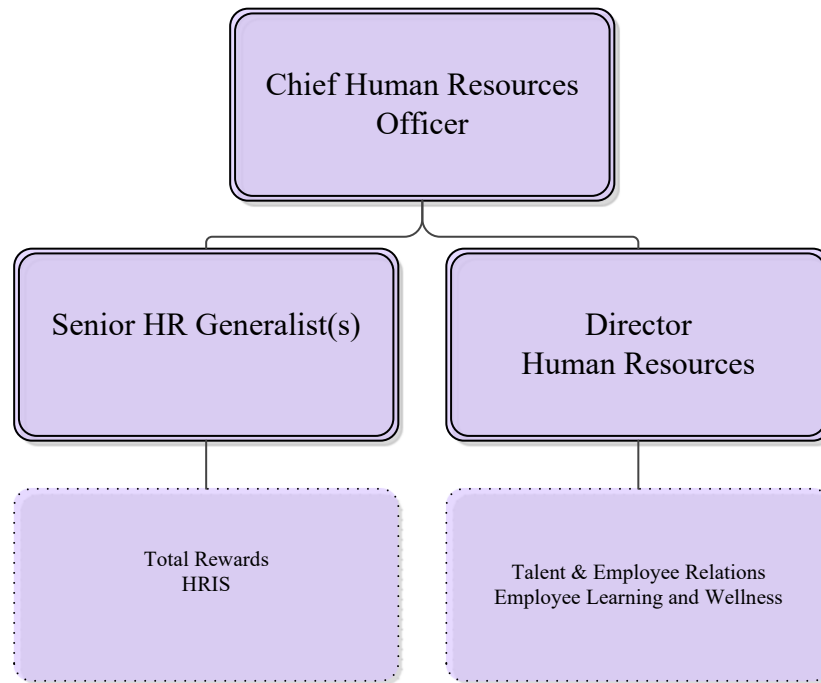 Chief Human Resources
Officer
Senior HR Generalist(s)
Director
Human Resources
Total Rewards
HRIS
Talent & Employee Relations
Employee Learning and Wellness